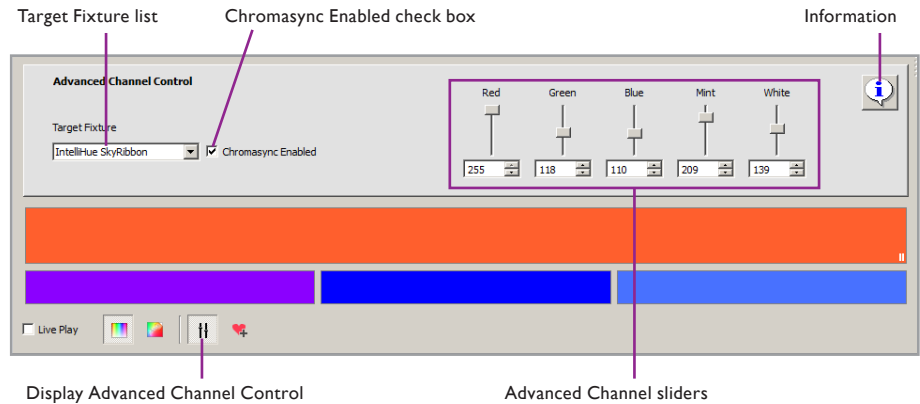 Target Fixture list
Chromasync Enabled check box
Information
Advanced Channel Control
Red Green Blue Mint White
Target Fixture
IntelliHue SkyRibbon
Chromasync Enabled
255 118 110 209 139
Live Play
Display Advanced Channel Control
Advanced Channel sliders